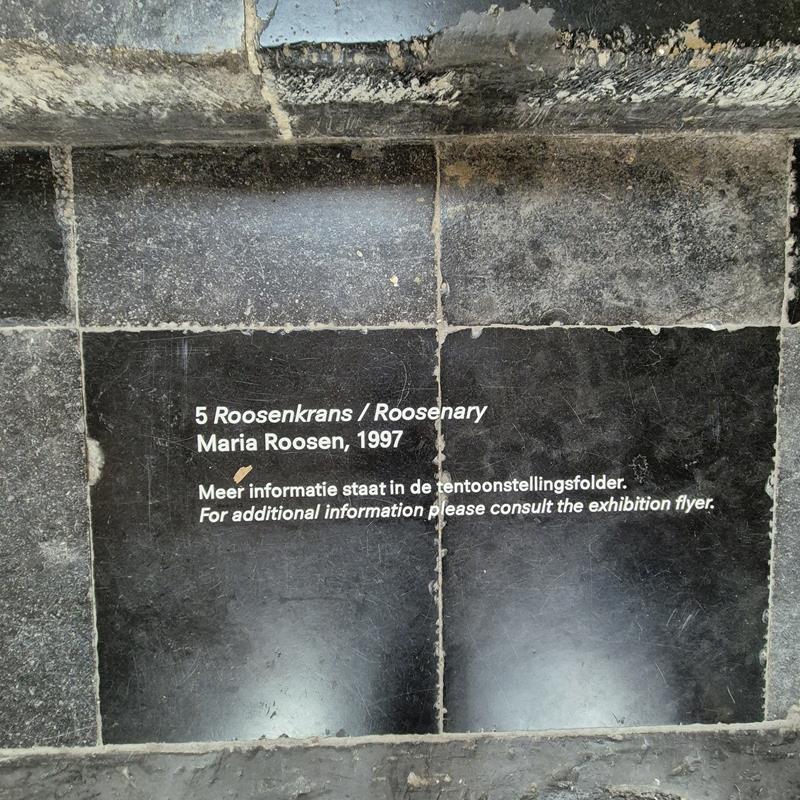 5 Roosenkrans / Roosenary
Maria Roosen, 1997
Meer informatie staat in de tentoonstellingsfolder.
For additional information please consult the exhibition flyer.